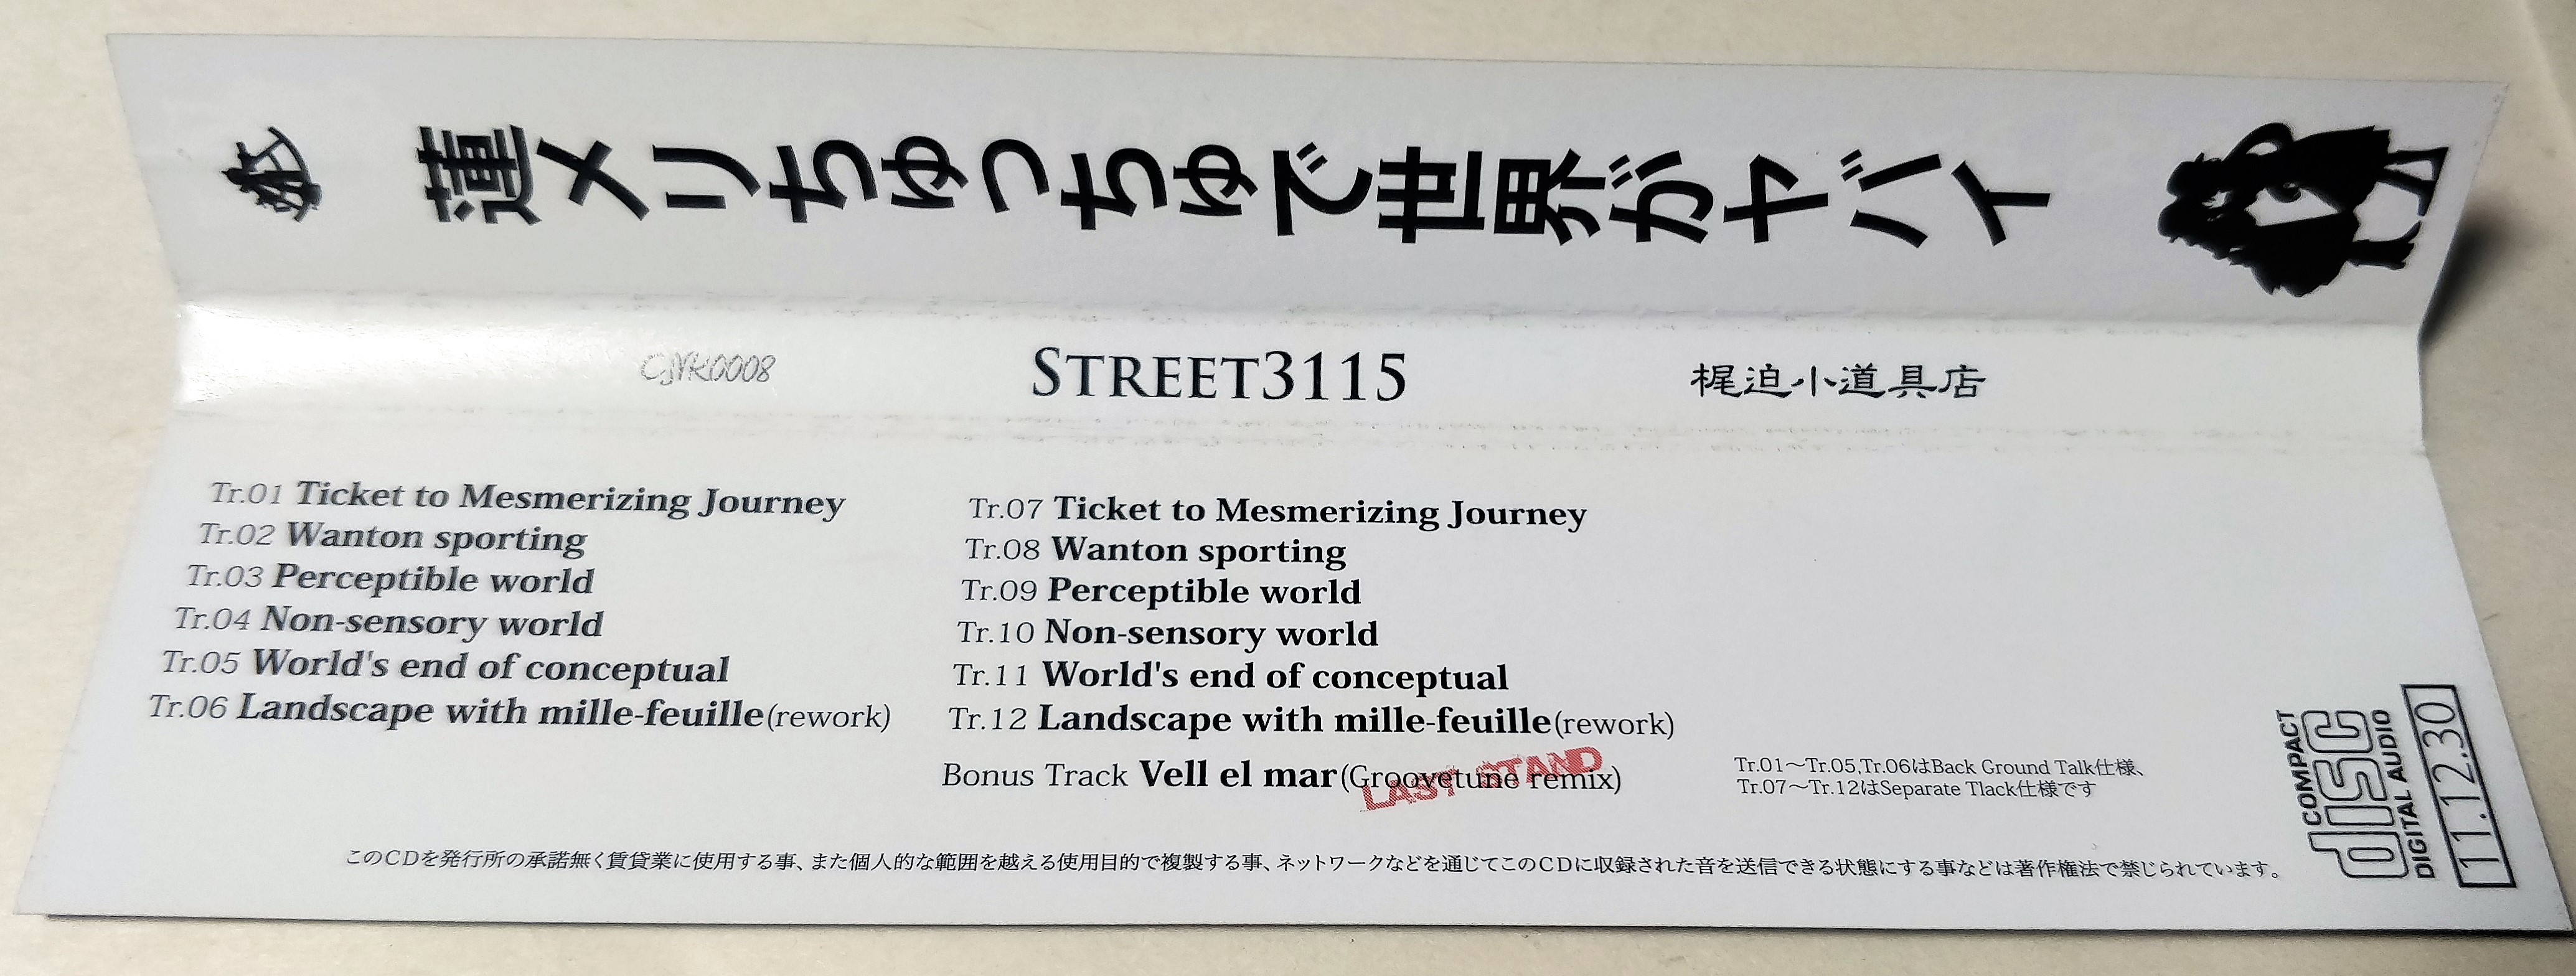 蓮メリちゅっちゅで世界がヤバイ
CJYK0008
STREET3115
梶迫小道具店
Tr.01 Ticket to Mesmerizing Journey
Tr.02 Wanton sporting
Tr.03 Perceptible world
Tr.04 Non-sensory world
Tr.05 World's end of conceptual
Tr.06 Landscape with mille-feuille(rework)
Tr.07 Ticket to Mesmerizing Journey
Tr.08 Wanton sporting
Tr.09 Perceptible world
Tr.10 Non-sensory world
Tr.11 World's end of conceptual
Tr.12 Landscape with mille-feuille(rework)
Bonus Track Vell el mar(Groovetune remix)
LAST STAND
Tr.01～Tr.05,Tr.06はBack Ground Talk仕様、
Tr.07～Tr.12はSeparate Tlack仕様です
COMPACT
disc
DIGITAL AUDIO
11.12.30
このCDを発行所の承諾無く賃貸業に使用する事、また個人的な範囲を越える使用目的で複製する事、ネットワークなどを通じてこのCDに収録された音を送信できる状態にする事などは著作権法で禁じられています。